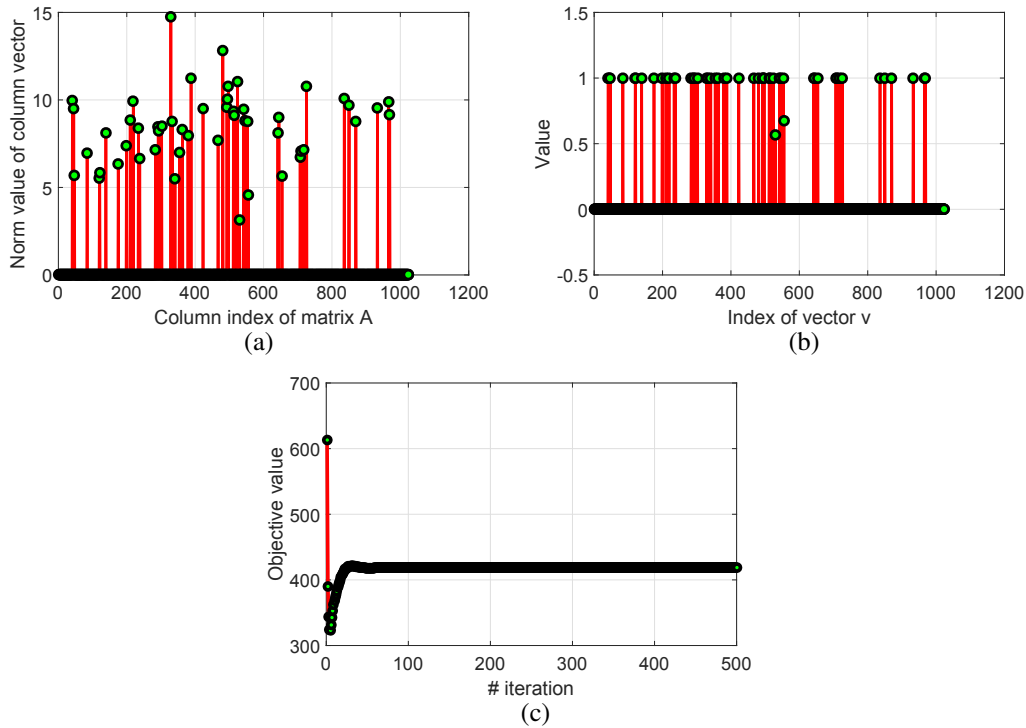 15
10
5
0
0 200 400 600 800 1000 1200
Norm value of column vector
Column index of matrix A
(a)
1.5
1
0.5
0
-0.5
0 200 400 600 800 1000 1200
Value
Index of vector v
(b)
700
600
500
400
300
0 100 200 300 400 500
Objective value
# iteration
(c)